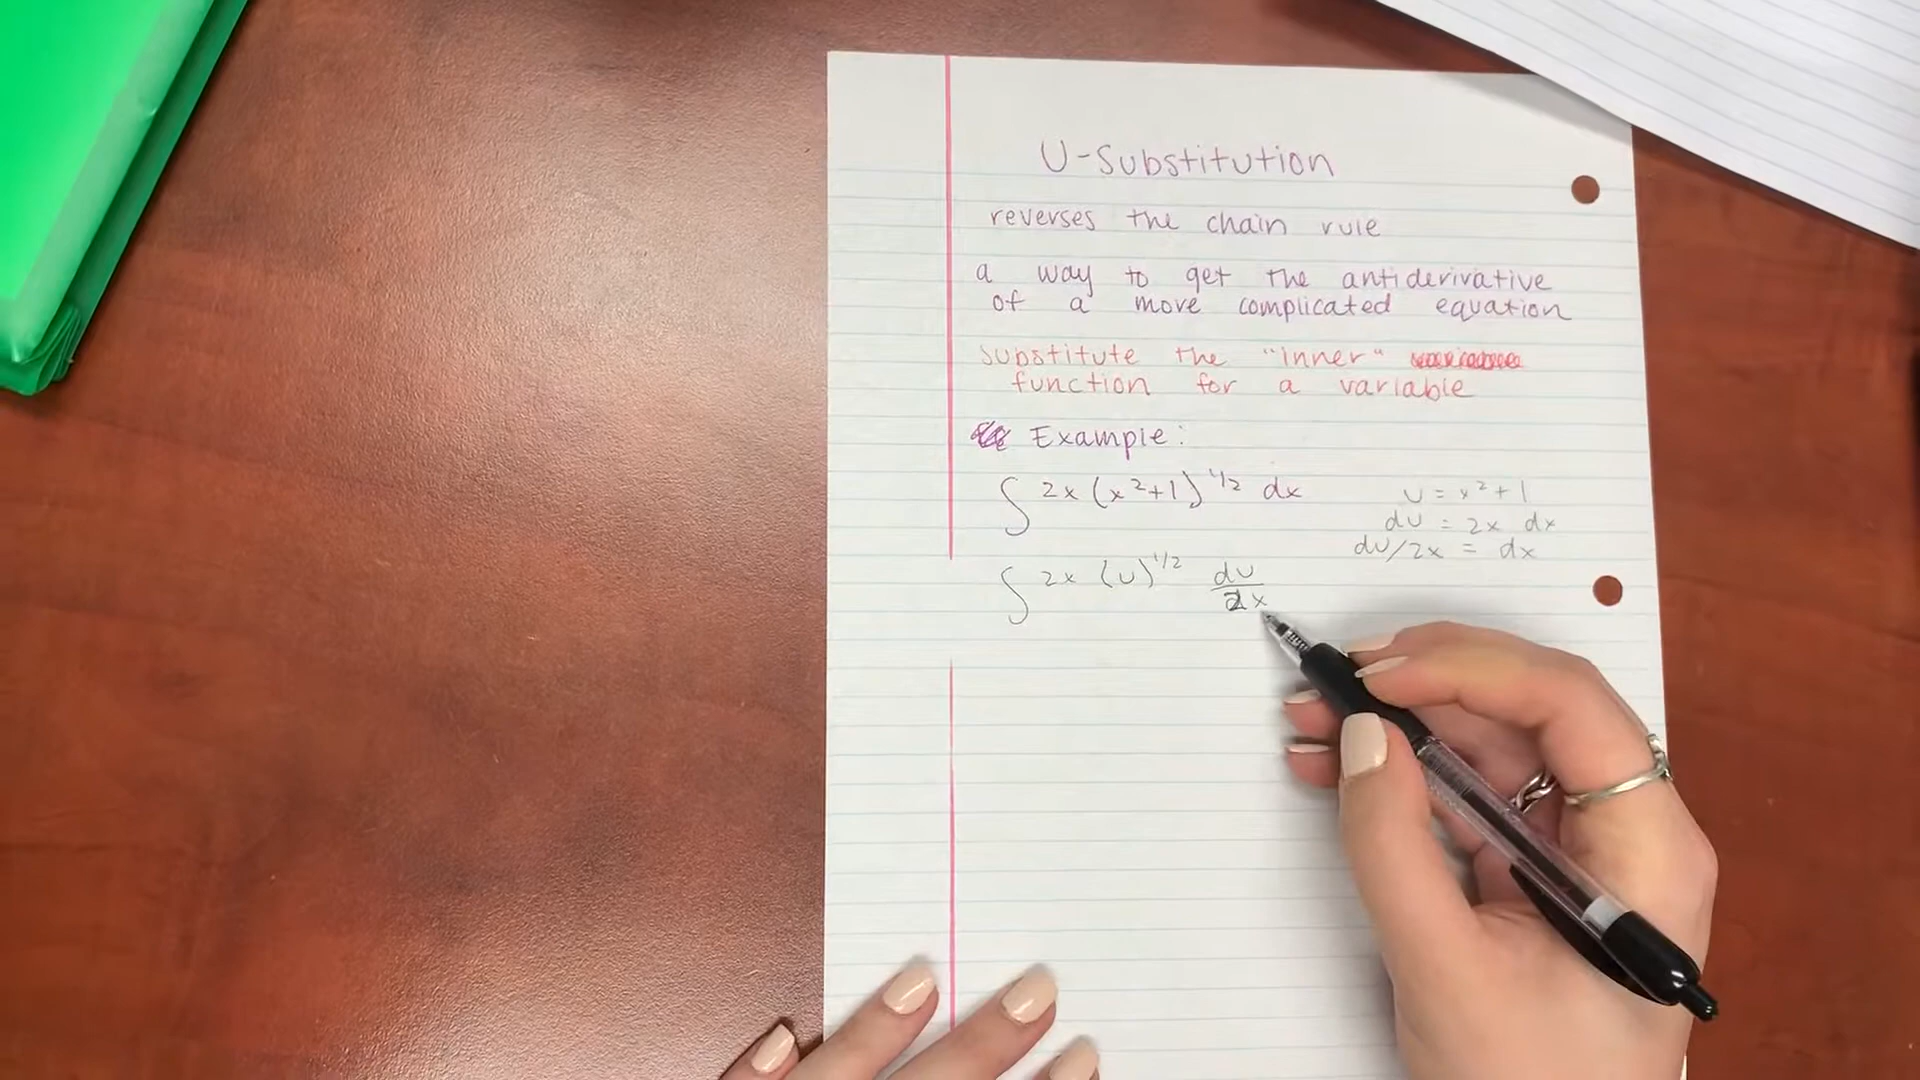 U-Substitution
reverses the chain rule
a way to get the antiderivative
of a more complicated equation
substitute the "inner"
function for a variable
Example:
∫ 2x (x²+1)^1/2 dx
u = x²+1
du = 2x dx
du/2x = dx
∫ 2x (u)^1/2 du/2x